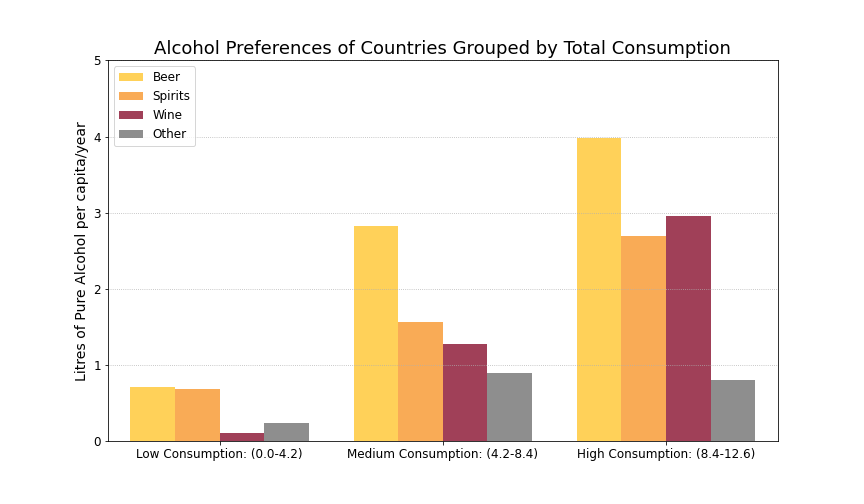 Alcohol Preferences of Countries Grouped by Total Consumption
Beer
Spirits
Wine
Other
Litres of Pure Alcohol per capita/year
5
4
3
2
1
0
Low Consumption: (0.0-4.2)
Medium Consumption: (4.2-8.4)
High Consumption: (8.4-12.6)